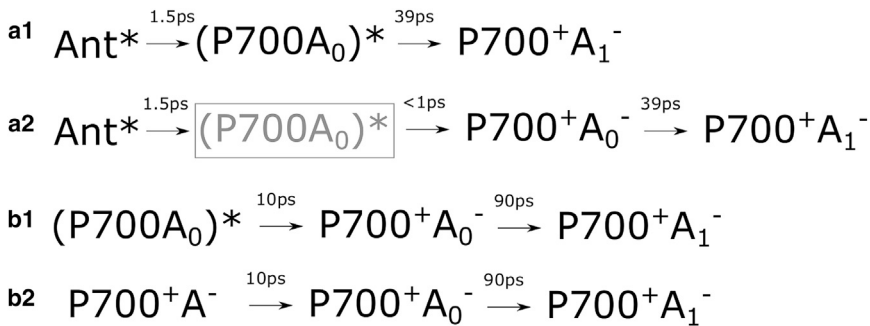 a1 Ant* 1.5ps → (P700A₀)* 39ps → P700⁺A₁⁻
a2 Ant* 1.5ps → (P700A₀)* <1ps → P700⁺A₀⁻ 39ps → P700⁺A₁⁻
b1 (P700A₀)* 10ps → P700⁺A₀⁻ 90ps → P700⁺A₁⁻
b2 P700⁺A⁻ 10ps → P700⁺A₀⁻ 90ps → P700⁺A₁⁻